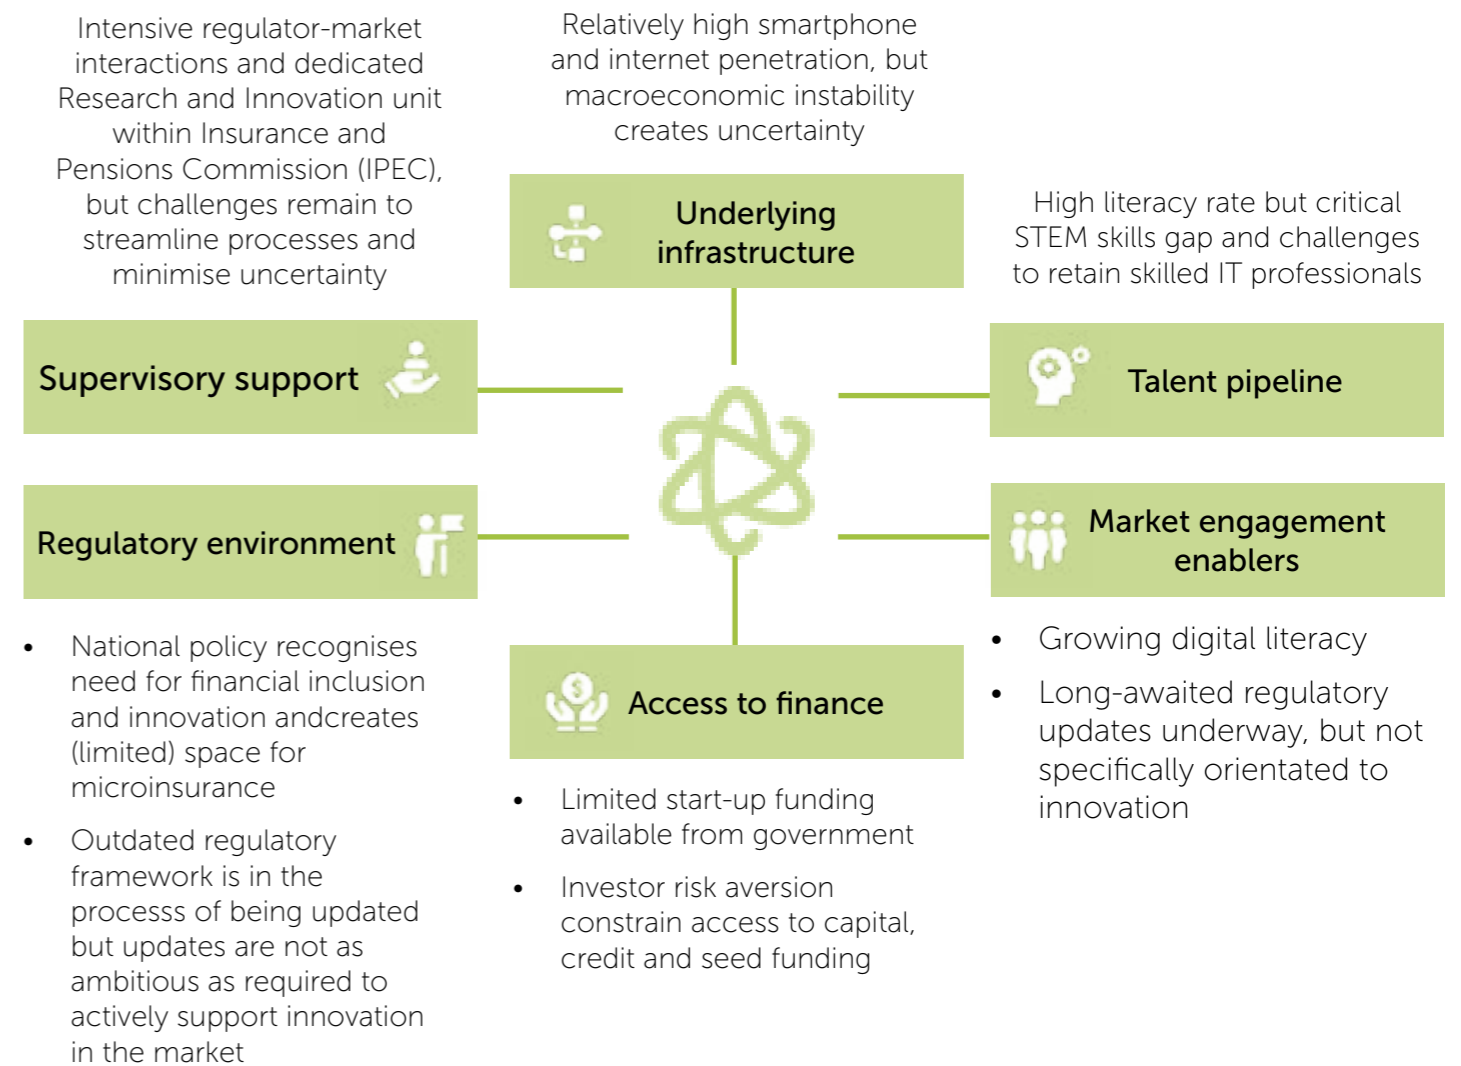 Intensive regulator-market
interactions and dedicated
Research and Innovation unit
within Insurance and
Pensions Commission (IPEC),
but challenges remain to
streamline processes and
minimise uncertainty
Supervisory support
Relatively high smartphone
and internet penetration, but
macroeconomic instability
creates uncertainty
Underlying
infrastructure
High literacy rate but critical
STEM skills gap and challenges
to retain skilled IT professionals
Talent pipeline
Regulatory environment
• National policy recognises
need for financial inclusion
and innovation andcreates
(limited) space for
microinsurance
• Outdated regulatory
framework is in the
processs of being updated
but updates are not as
ambitious as required to
actively support innovation
in the market
Access to finance
• Limited start-up funding
available from government
• Investor risk aversion
constrain access to capital,
credit and seed funding
Market engagement
enablers
• Growing digital literacy
• Long-awaited regulatory
updates underway, but not
specifically orientated to
innovation